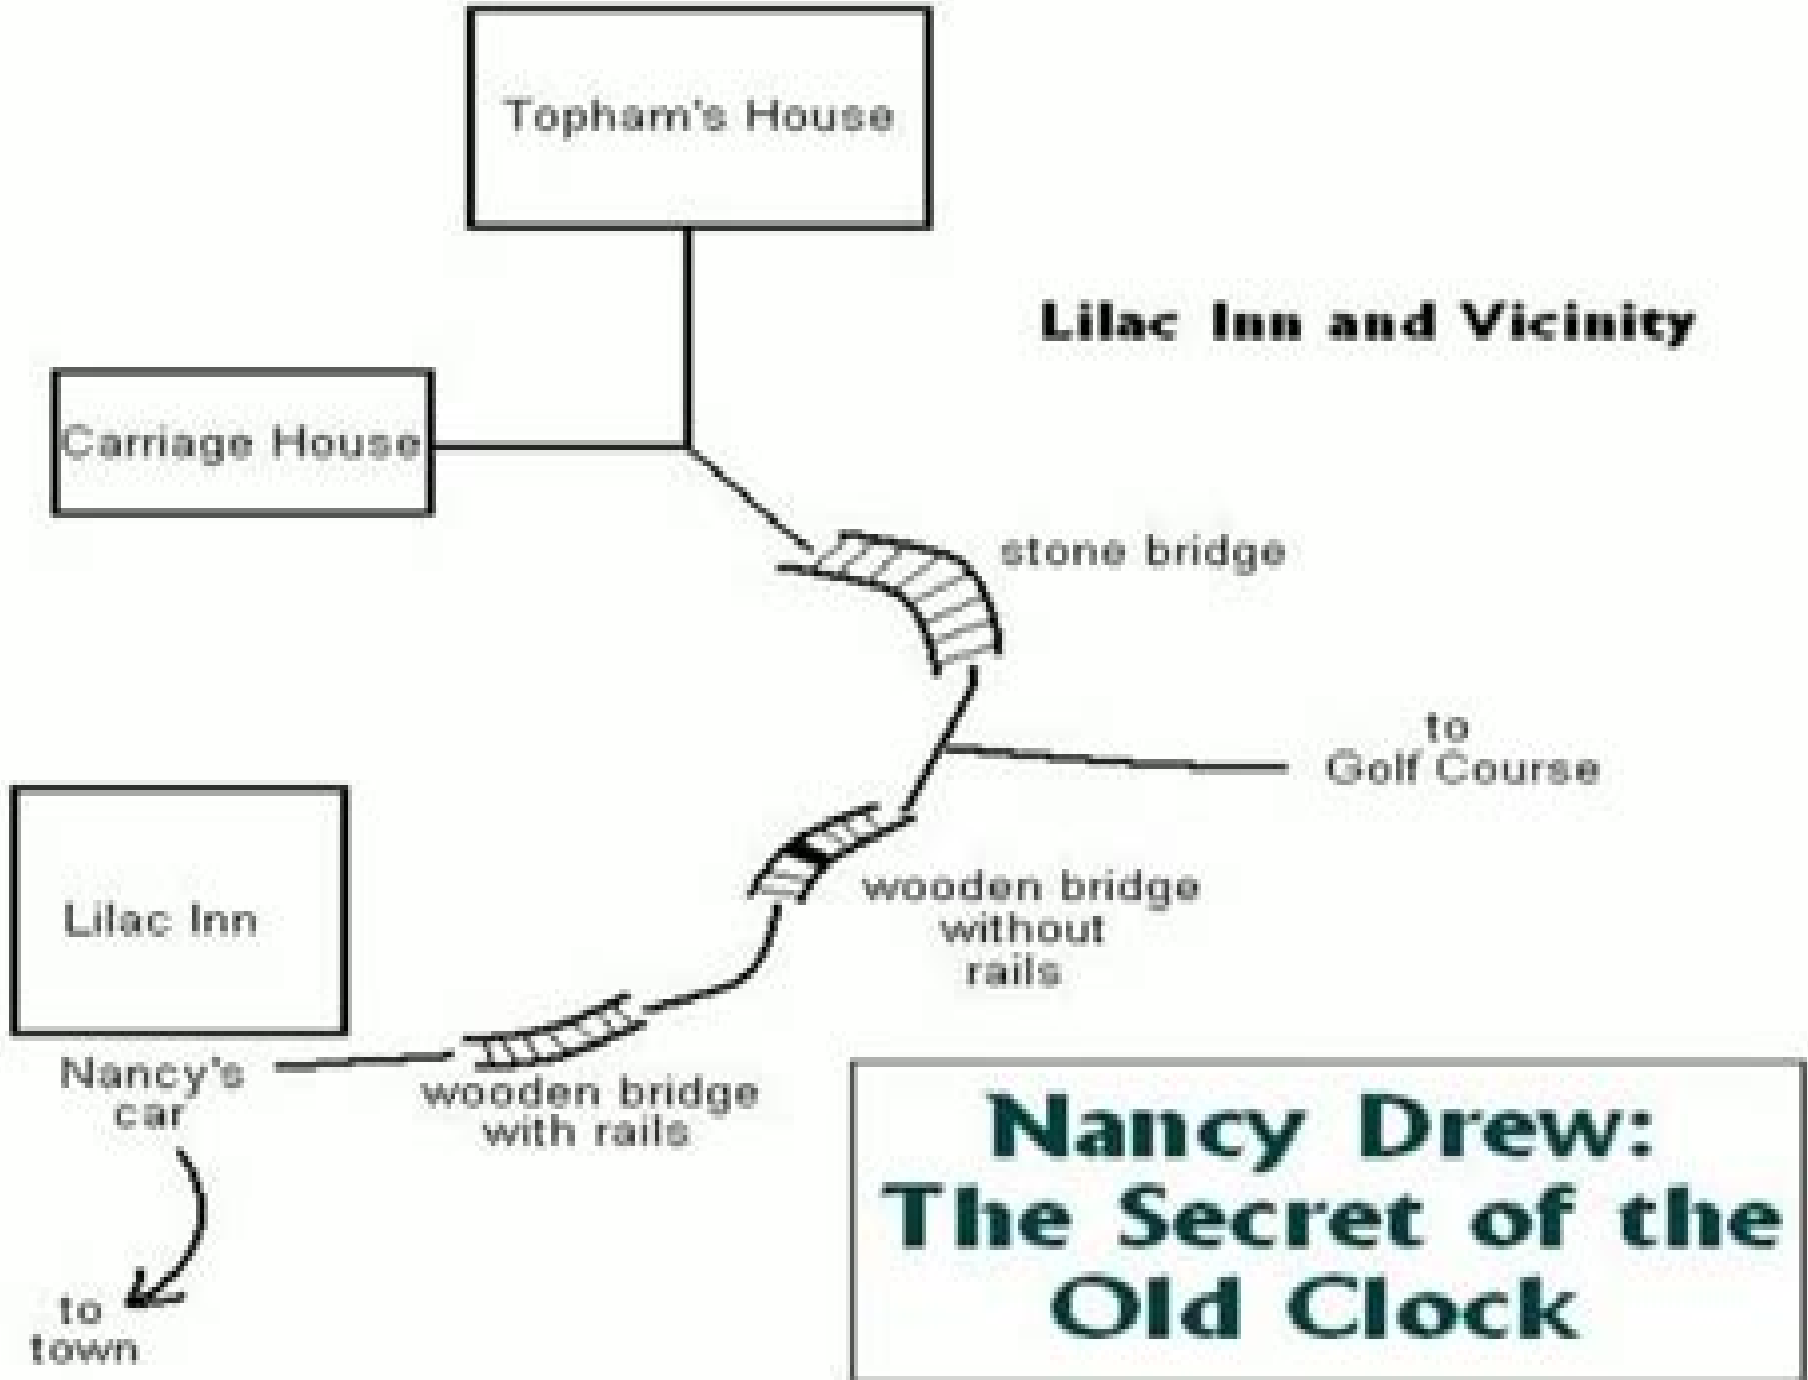 Topham's House
Lilac Inn and Vicinity
Carriage House
stone bridge
to
Golf Course
wooden bridge
without
rails
Lilac Inn
Nancy's
car
wooden bridge
with rails
to
town
Nancy Drew:
The Secret of the
Old Clock